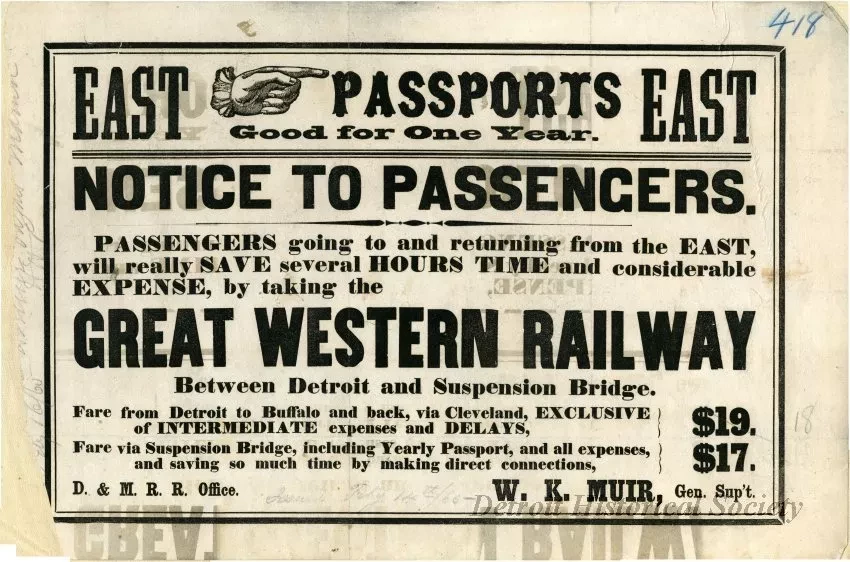 418
EAST PASSPORTS EAST
Good for One Year.
NOTICE TO PASSENGERS.
PASSENGERS going to and returning from the EAST,
will really SAVE several HOURS TIME and considerable
EXPENSE, by taking the
GREAT WESTERN RAILWAY
Between Detroit and Suspension Bridge.
Fare from Detroit to Buffalo and back, via Cleveland, EXCLUSIVE
of INTERMEDIATE expenses and DELAYS, $19.
Fare via Suspension Bridge, including Yearly Passport, and all expenses,
and saving so much time by making direct connections, $17.
18
D. & M. R. R. Office. W. K. MUIR, Gen. Sup't.
Detroit Historical Society